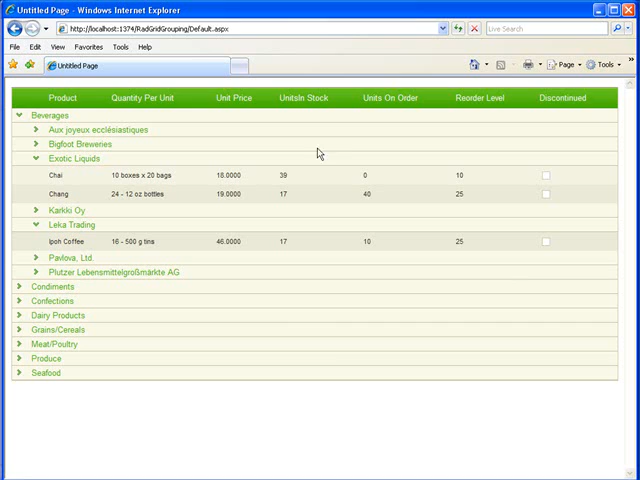 Untitled Page - Windows Internet Explorer
http://localhost:1374/RadGridGrouping/Default.aspx
Live Search
File Edit View Favorites Tools Help
Untitled Page
Page Tools
Product Quantity Per Unit Unit Price UnitsIn Stock Units On Order Reorder Level Discontinued
Beverages
Aux joyeux ecclésiastiques
Bigfoot Breweries
Exotic Liquids
Chai 10 boxes x 20 bags 18.0000 39 0 10
Chang 24 - 12 oz bottles 19.0000 17 40 25
Karkki Oy
Leka Trading
Ipoh Coffee 16 - 500 g tins 46.0000 17 10 25
Pavlova, Ltd.
Plutzer Lebensmittelgroßmärkte AG
Condiments
Confections
Dairy Products
Grains/Cereals
Meat/Poultry
Produce
Seafood